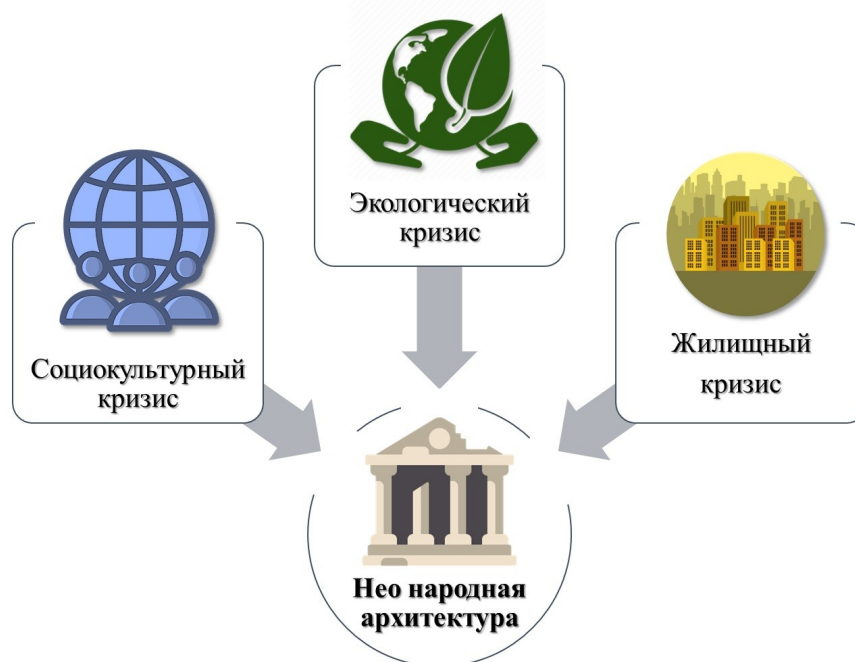 Экологический
кризис
Социокультурный
кризис
Жилищный
кризис
Нео народная
архитектура